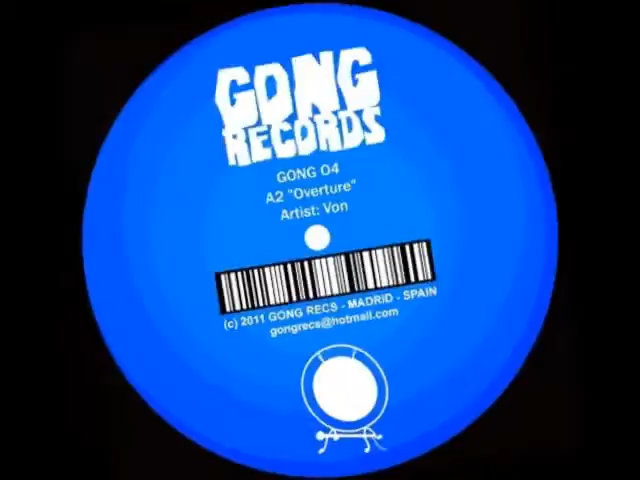 GONG
RECORDS
GONG 04
A2 "Overture"
Artist: Von
(c) 2011 GONG RECS - MADRID - SPAIN
gongrecs@hotmail.com